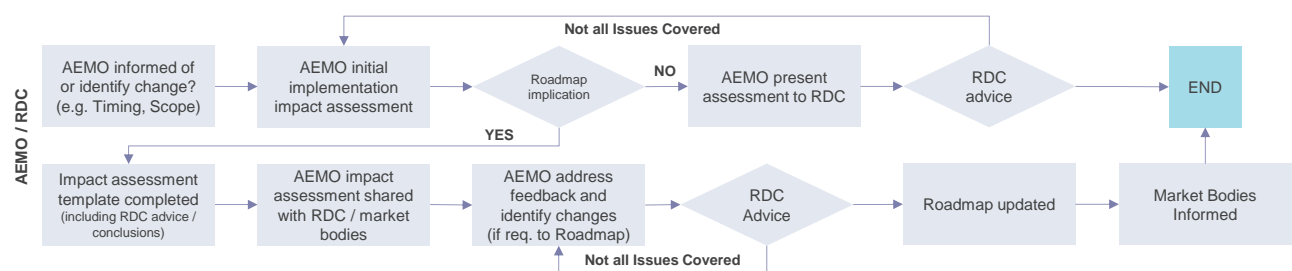 Not all Issues Covered
AEMO / RDC
AEMO informed of
or identify change?
(e.g. Timing, Scope)
AEMO initial
implementation
impact assessment
Roadmap
implication
NO
AEMO present
assessment to RDC
RDC
advice
END
YES
Impact assessment
template completed
(including RDC advice /
conclusions)
AEMO impact
assessment shared
with RDC / market
bodies
AEMO address
feedback and
identify changes
(if req. to Roadmap)
RDC
Advice
Roadmap updated
Market Bodies
Informed
Not all Issues Covered